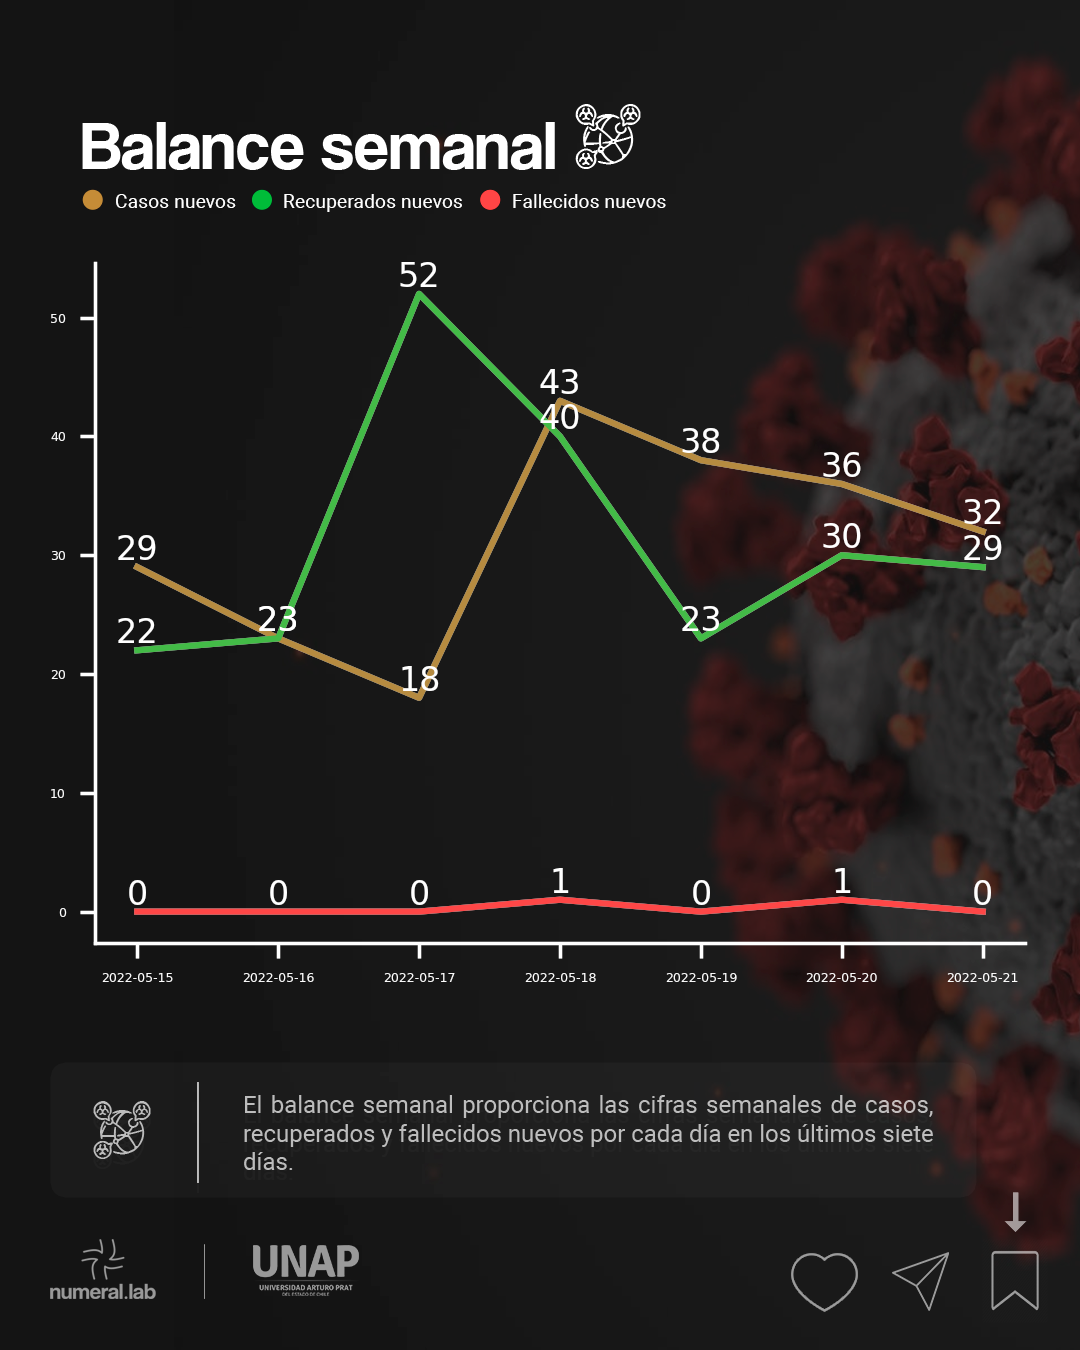 Balance semanal
Casos nuevos Recuperados nuevos Fallecidos nuevos
52
50
43
40
40
38
36
32
30
29
29
30
23
23
22
20
18
10
0 0 0 1 0 1 0
0
2022-05-15 2022-05-16 2022-05-17 2022-05-18 2022-05-19 2022-05-20 2022-05-21
El balance semanal proporciona las cifras semanales de casos,
recuperados y fallecidos nuevos por cada día en los últimos siete
días.
numeral.lab
UNAP
UNIVERSIDAD ARTURO PRAT
DEL ESTADO DE CHILE